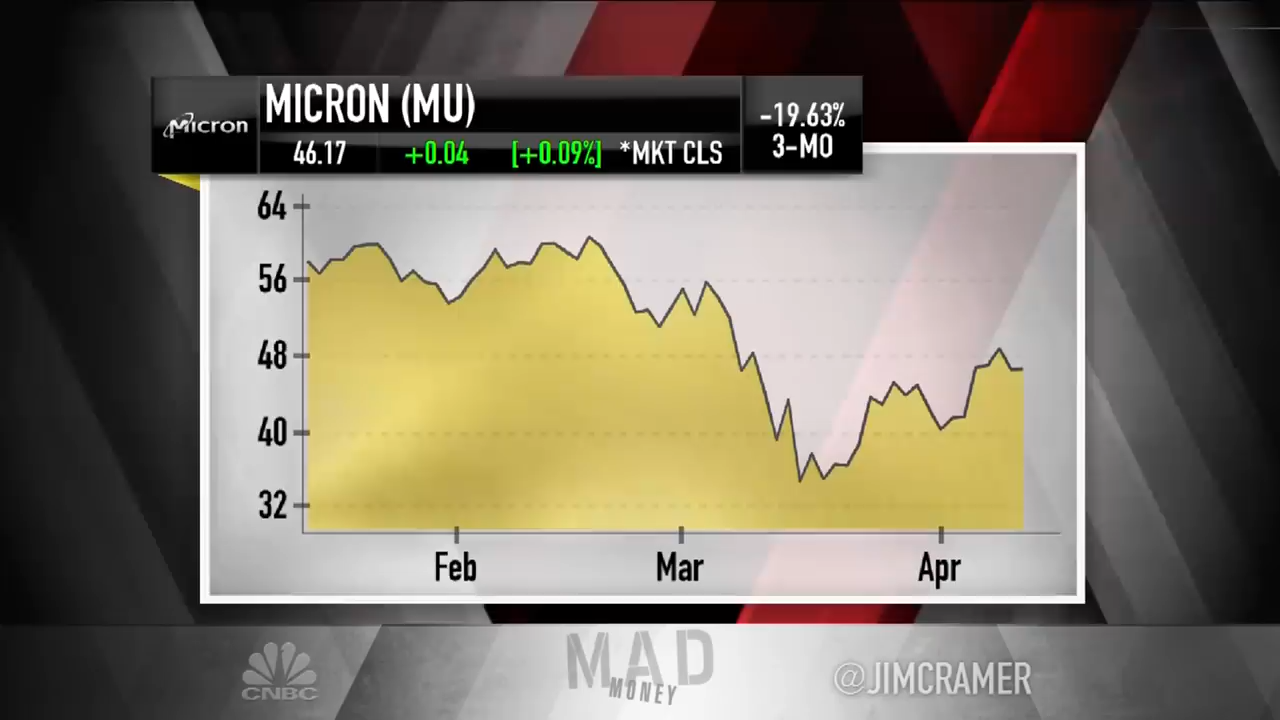 Micron
MICRON (MU)
46.17 +0.04 [+0.09%] *MKT CLS
-19.63%
3-MO
64
56
48
40
32
Feb Mar Apr
CNBC
MAD
MONEY
@JIMCRAMER